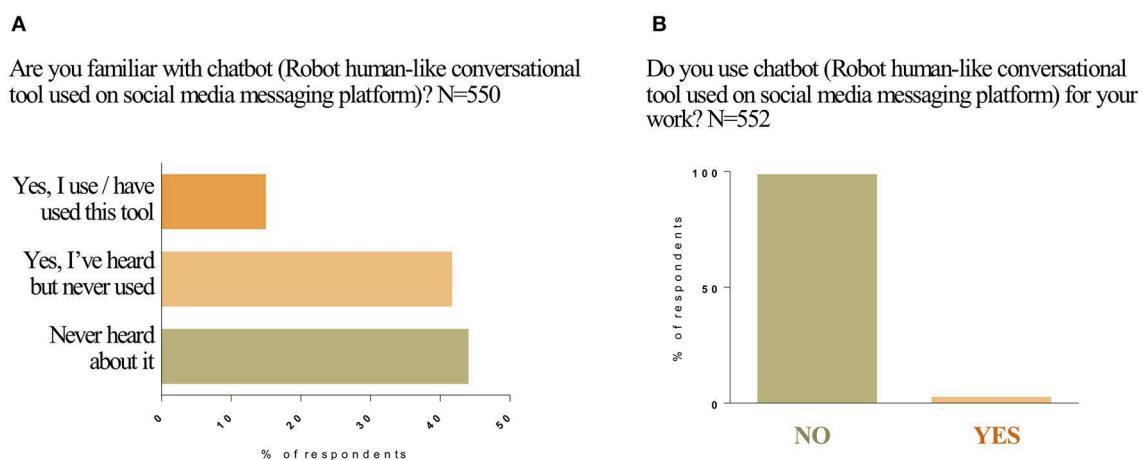 A
Are you familiar with chatbot (Robot human-like conversational
tool used on social media messaging platform)? N=550
Yes, I use / have
used this tool
Yes, I've heard
but never used
Never heard
about it
0 10 20 30 40 50
% of respondents
B
Do you use chatbot (Robot human-like conversational
tool used on social media messaging platform) for your
work? N=552
% of respondents
100
50
0
NO YES